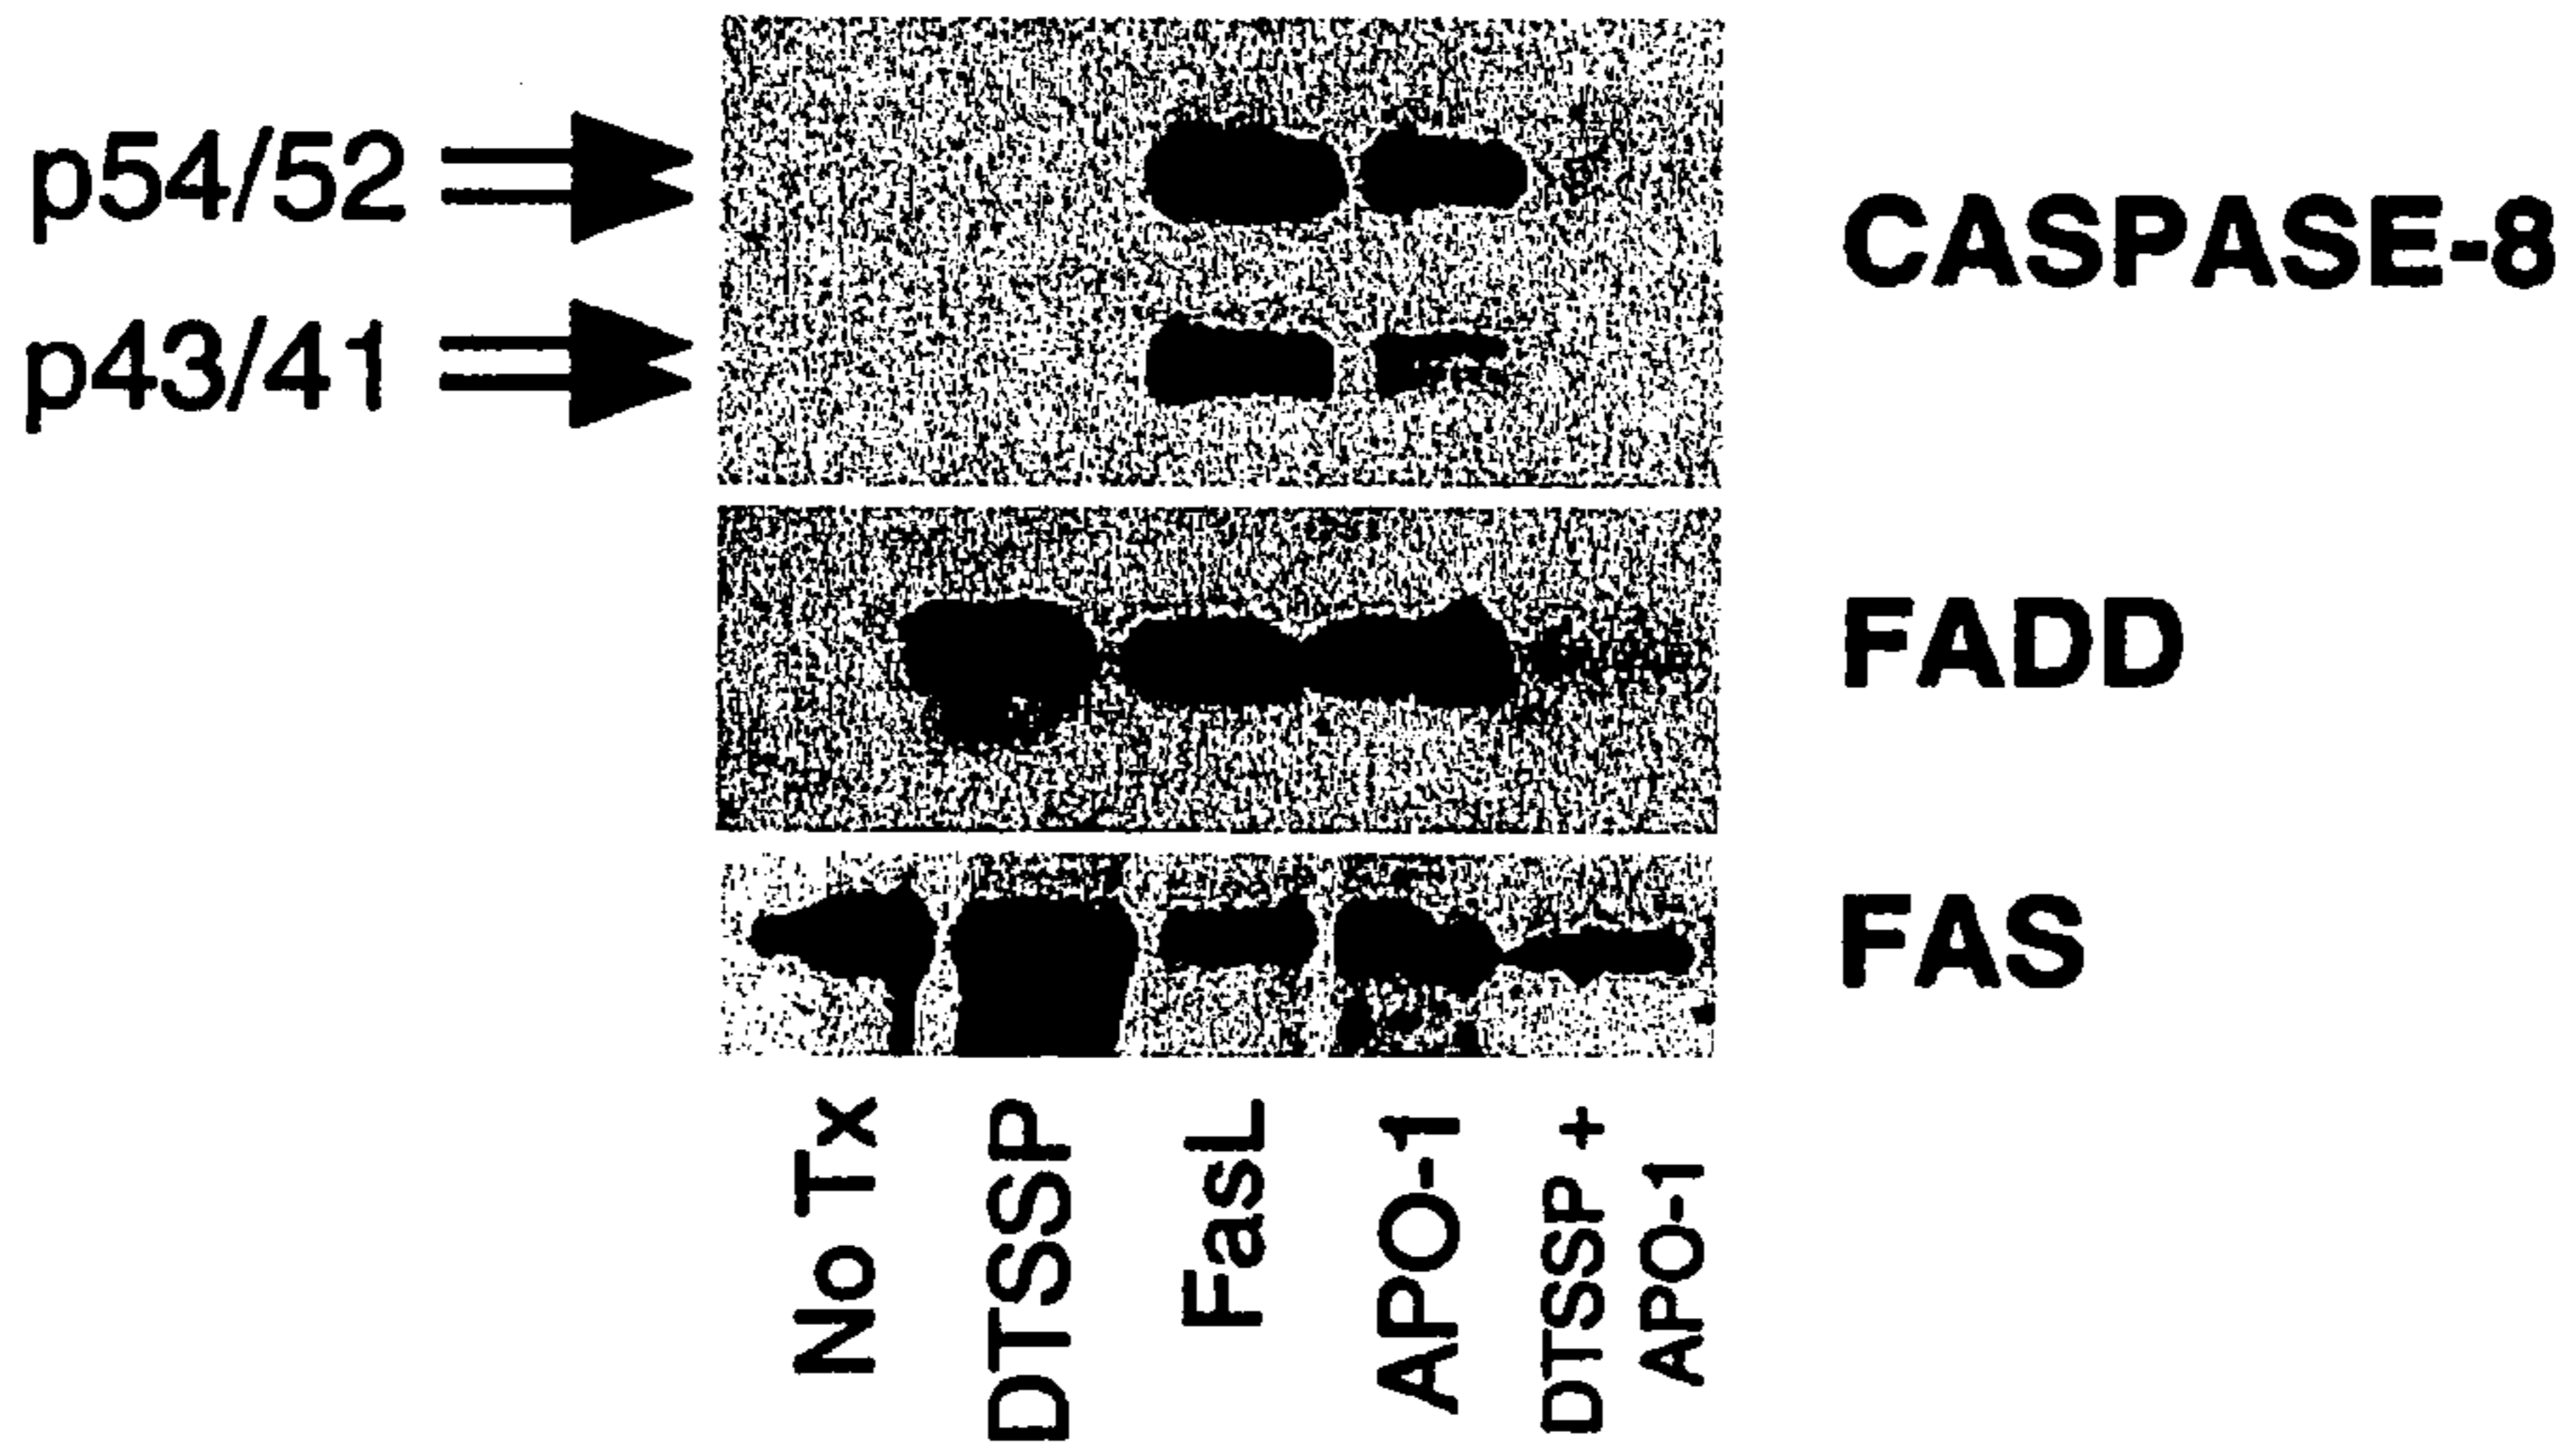 p54/52
CASPASE-8
p43/41
FADD
FAS
No Tx
DTSSP
FasL
APO-1
DTSSP +
APO-1